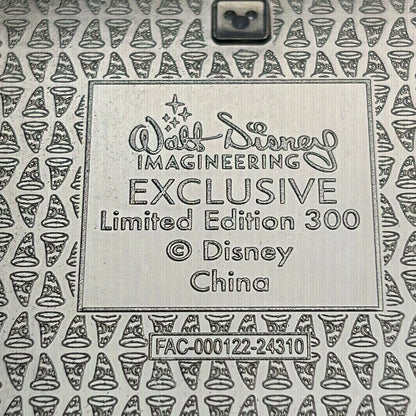 Walt Disney
IMAGINEERING
EXCLUSIVE
Limited Edition 300
© Disney
China
FAC-000122-24310